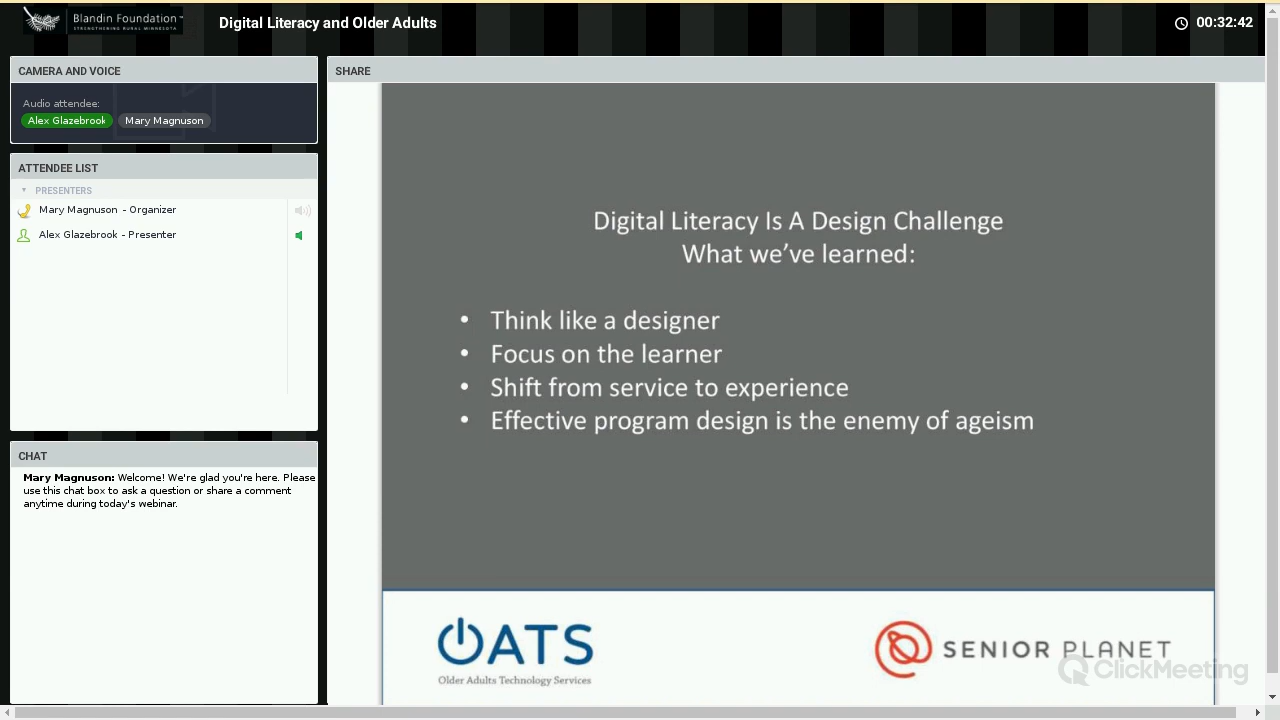 Blandin Foundation™
STRENGTHENING RURAL MINNESOTA
Digital Literacy and Older Adults
00:32:42
CAMERA AND VOICE
Audio attendee:
Alex Glazebrook
Mary Magnuson
ATTENDEE LIST
PRESENTERS
Mary Magnuson - Organizer
Alex Glazebrook - Presenter
CHAT
Mary Magnuson: Welcome! We're glad you're here. Please
use this chat box to ask a question or share a comment
anytime during today's webinar.
SHARE
Digital Literacy Is A Design Challenge
What we've learned:
• Think like a designer
• Focus on the learner
• Shift from service to experience
• Effective program design is the enemy of ageism
OATS
Older Adults Technology Services
SENIOR PLANET
ClickMeeting